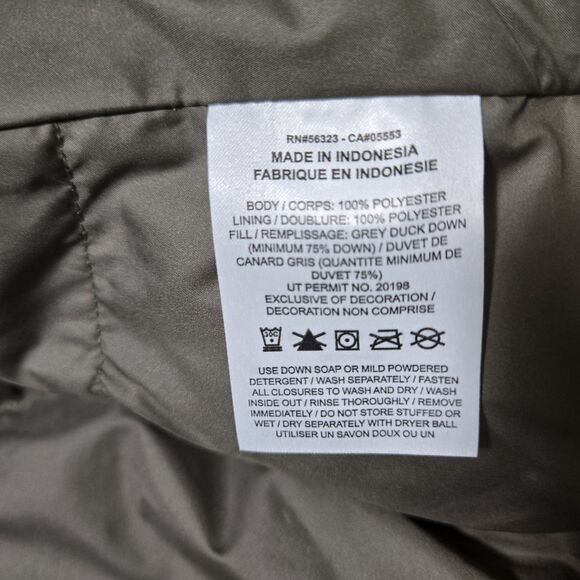 RN#56323 - CA#05553
MADE IN INDONESIA
FABRIQUE EN INDONESIE
BODY / CORPS: 100% POLYESTER
LINING / DOUBLURE: 100% POLYESTER
FILL / REMPLISSAGE: GREY DUCK DOWN
(MINIMUM 75% DOWN) / DUVET DE
CANARD GRIS (QUANTITE MINIMUM DE
DUVET 75%)
UT PERMIT NO. 20198
EXCLUSIVE OF DECORATION /
DECORATION NON COMPRISE
30C
USE DOWN SOAP OR MILD POWDERED
DETERGENT / WASH SEPARATELY / FASTEN
ALL CLOSURES TO WASH AND DRY / WASH
INSIDE OUT / RINSE THOROUGHLY / REMOVE
IMMEDIATELY / DO NOT STORE STUFFED OR
WET / DRY SEPARATELY WITH DRYER BALL
UTILISER UN SAVON DOUX OU UN